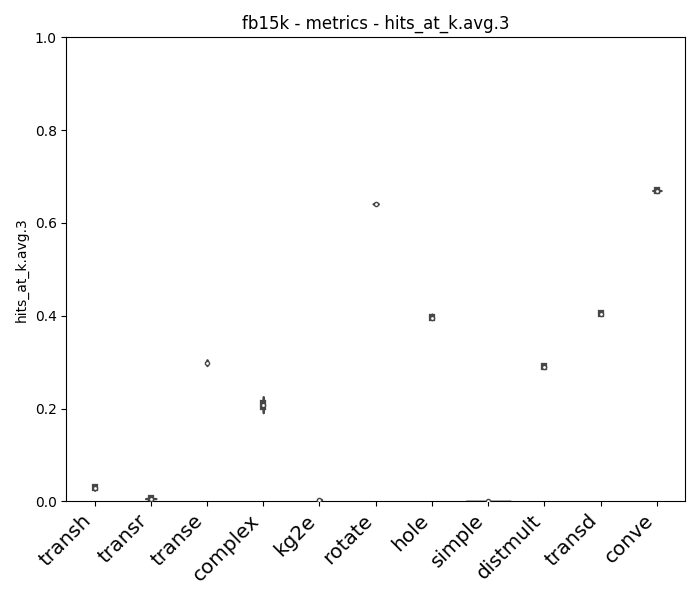 fb15k - metrics - hits_at_k.avg.3
hits_at_k.avg.3
1.0
0.8
0.6
0.4
0.2
0.0
transh
transr
transe
complex
kg2e
rotate
hole
simple
distmult
transd
conve